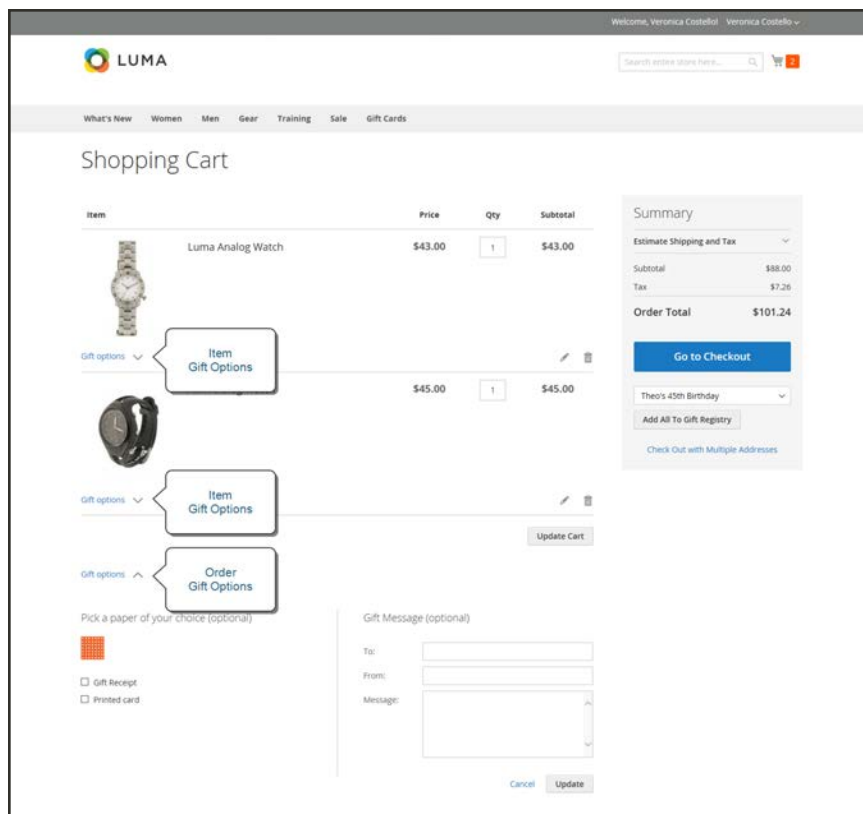 Welcome, Veronica Costello! Veronica Costello
LUMA
Search entire store here...
2
What's New Women Men Gear Training Sale Gift Cards
Shopping Cart
Item Price Qty Subtotal
Luma Analog Watch $43.00 1 $43.00
Gift options
Item
Gift Options
$45.00 1 $45.00
Gift options
Item
Gift Options
Update Cart
Gift options
Order
Gift Options
Pick a paper of your choice (optional)
Gift Receipt
Printed card
Gift Message (optional)
To:
From:
Message:
Cancel Update
Summary
Estimate Shipping and Tax
Subtotal $88.00
Tax $7.26
Order Total $101.24
Go to Checkout
Theo's 45th Birthday
Add All To Gift Registry
Check Out with Multiple Addresses